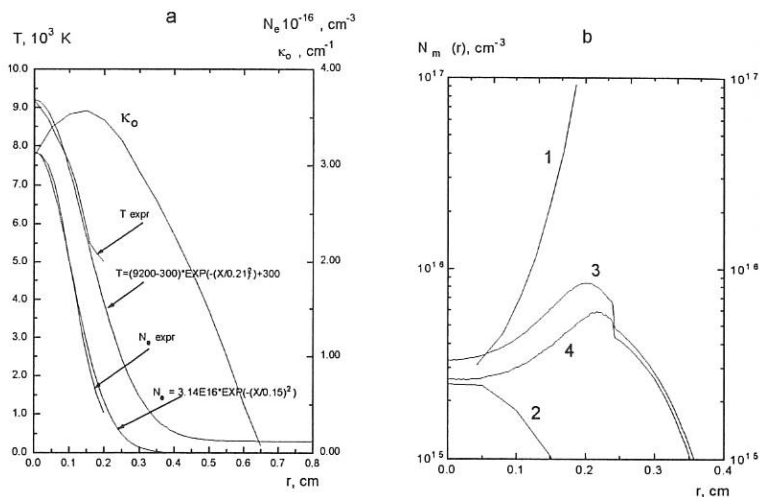 a
T, 10³ K
N e 10⁻¹⁶ , cm⁻³
κ o , cm⁻¹
10.0
9.0
8.0
7.0
6.0
5.0
4.0
3.0
2.0
1.0
0.0
4.00
3.00
2.00
1.00
0.00
κ o
T expr
T=(9200-300)*EXP(-(X/0.21)²)+300
N e expr
N e = 3.14E16*EXP(-(X/0.15)²)
0.0 0.1 0.2 0.3 0.4 0.5 0.6 0.7 0.8
r, cm
N m (r), cm⁻³
b
10¹⁷
10¹⁶
10¹⁵
10¹⁷
10¹⁶
10¹⁵
1
3
4
2
0.0 0.1 0.2 0.3 0.4
r, cm